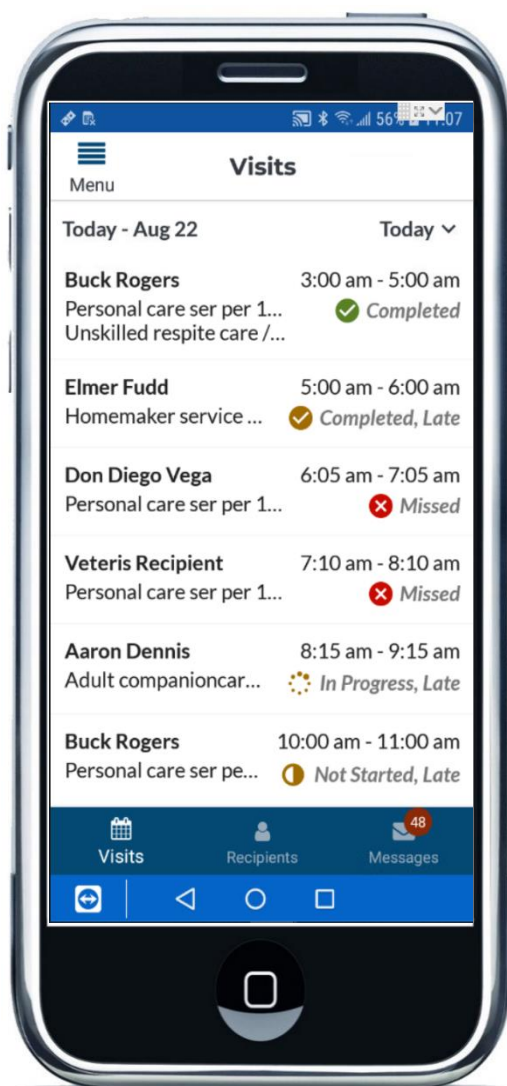 56%
11:07
Menu
Visits
Today - Aug 22 Today
Buck Rogers 3:00 am - 5:00 am
Personal care ser per 1... Completed
Unskilled respite care /...
Elmer Fudd 5:00 am - 6:00 am
Homemaker service ... Completed, Late
Don Diego Vega 6:05 am - 7:05 am
Personal care ser per 1... Missed
Veteris Recipient 7:10 am - 8:10 am
Personal care ser per 1... Missed
Aaron Dennis 8:15 am - 9:15 am
Adult companioncar... In Progress, Late
Buck Rogers 10:00 am - 11:00 am
Personal care ser pe... Not Started, Late
48
Visits Recipients Messages